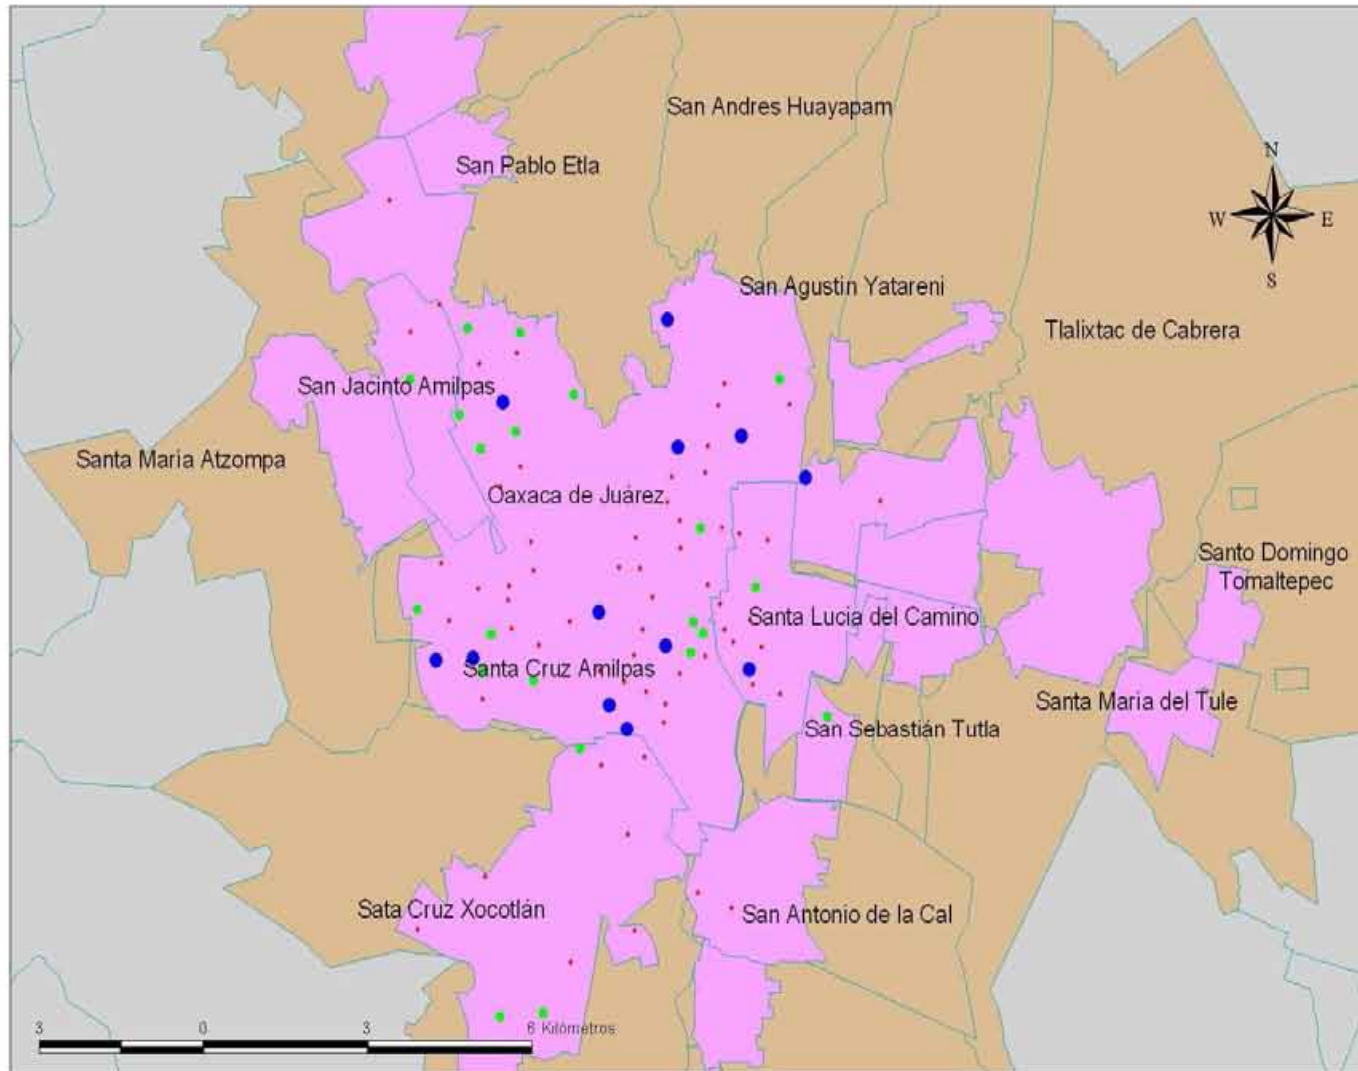 San Andres Huayapam
N
San Pablo Etla
W
E
S
San Agustin Yatareni
Tlalixtac de Cabrera
San Jacinto Amilpas
Santa Maria Atzompa
Oaxaca de Juárez
Santo Domingo
Tomaltepec
Santa Lucia del Camino
Santa Cruz Amilpas
Santa Maria del Tule
San Sebastián Tutla
Sata Cruz Xocotlán
San Antonio de la Cal
3 0 3 6 Kilómetros